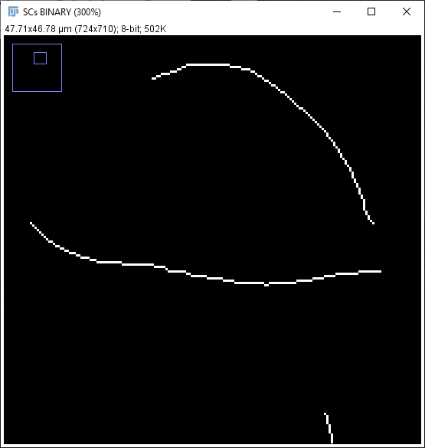 SCs BINARY (300%)
47.71x46.78 µm (724x710); 8-bit; 502K